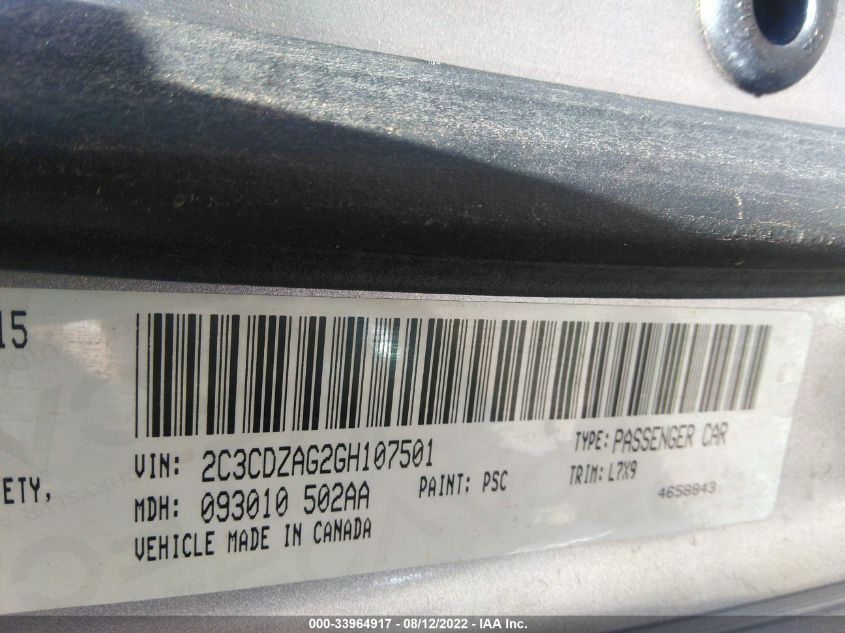 15
ETY,
VIN: 2C3CDZAG2GH107501
TYPE: PASSENGER CAR
MDH: 093010 502AA
PAINT: PSC
TRIM: L7X9
VEHICLE MADE IN CANADA
4658843
000-33964917 - 08/12/2022 - IAA Inc.